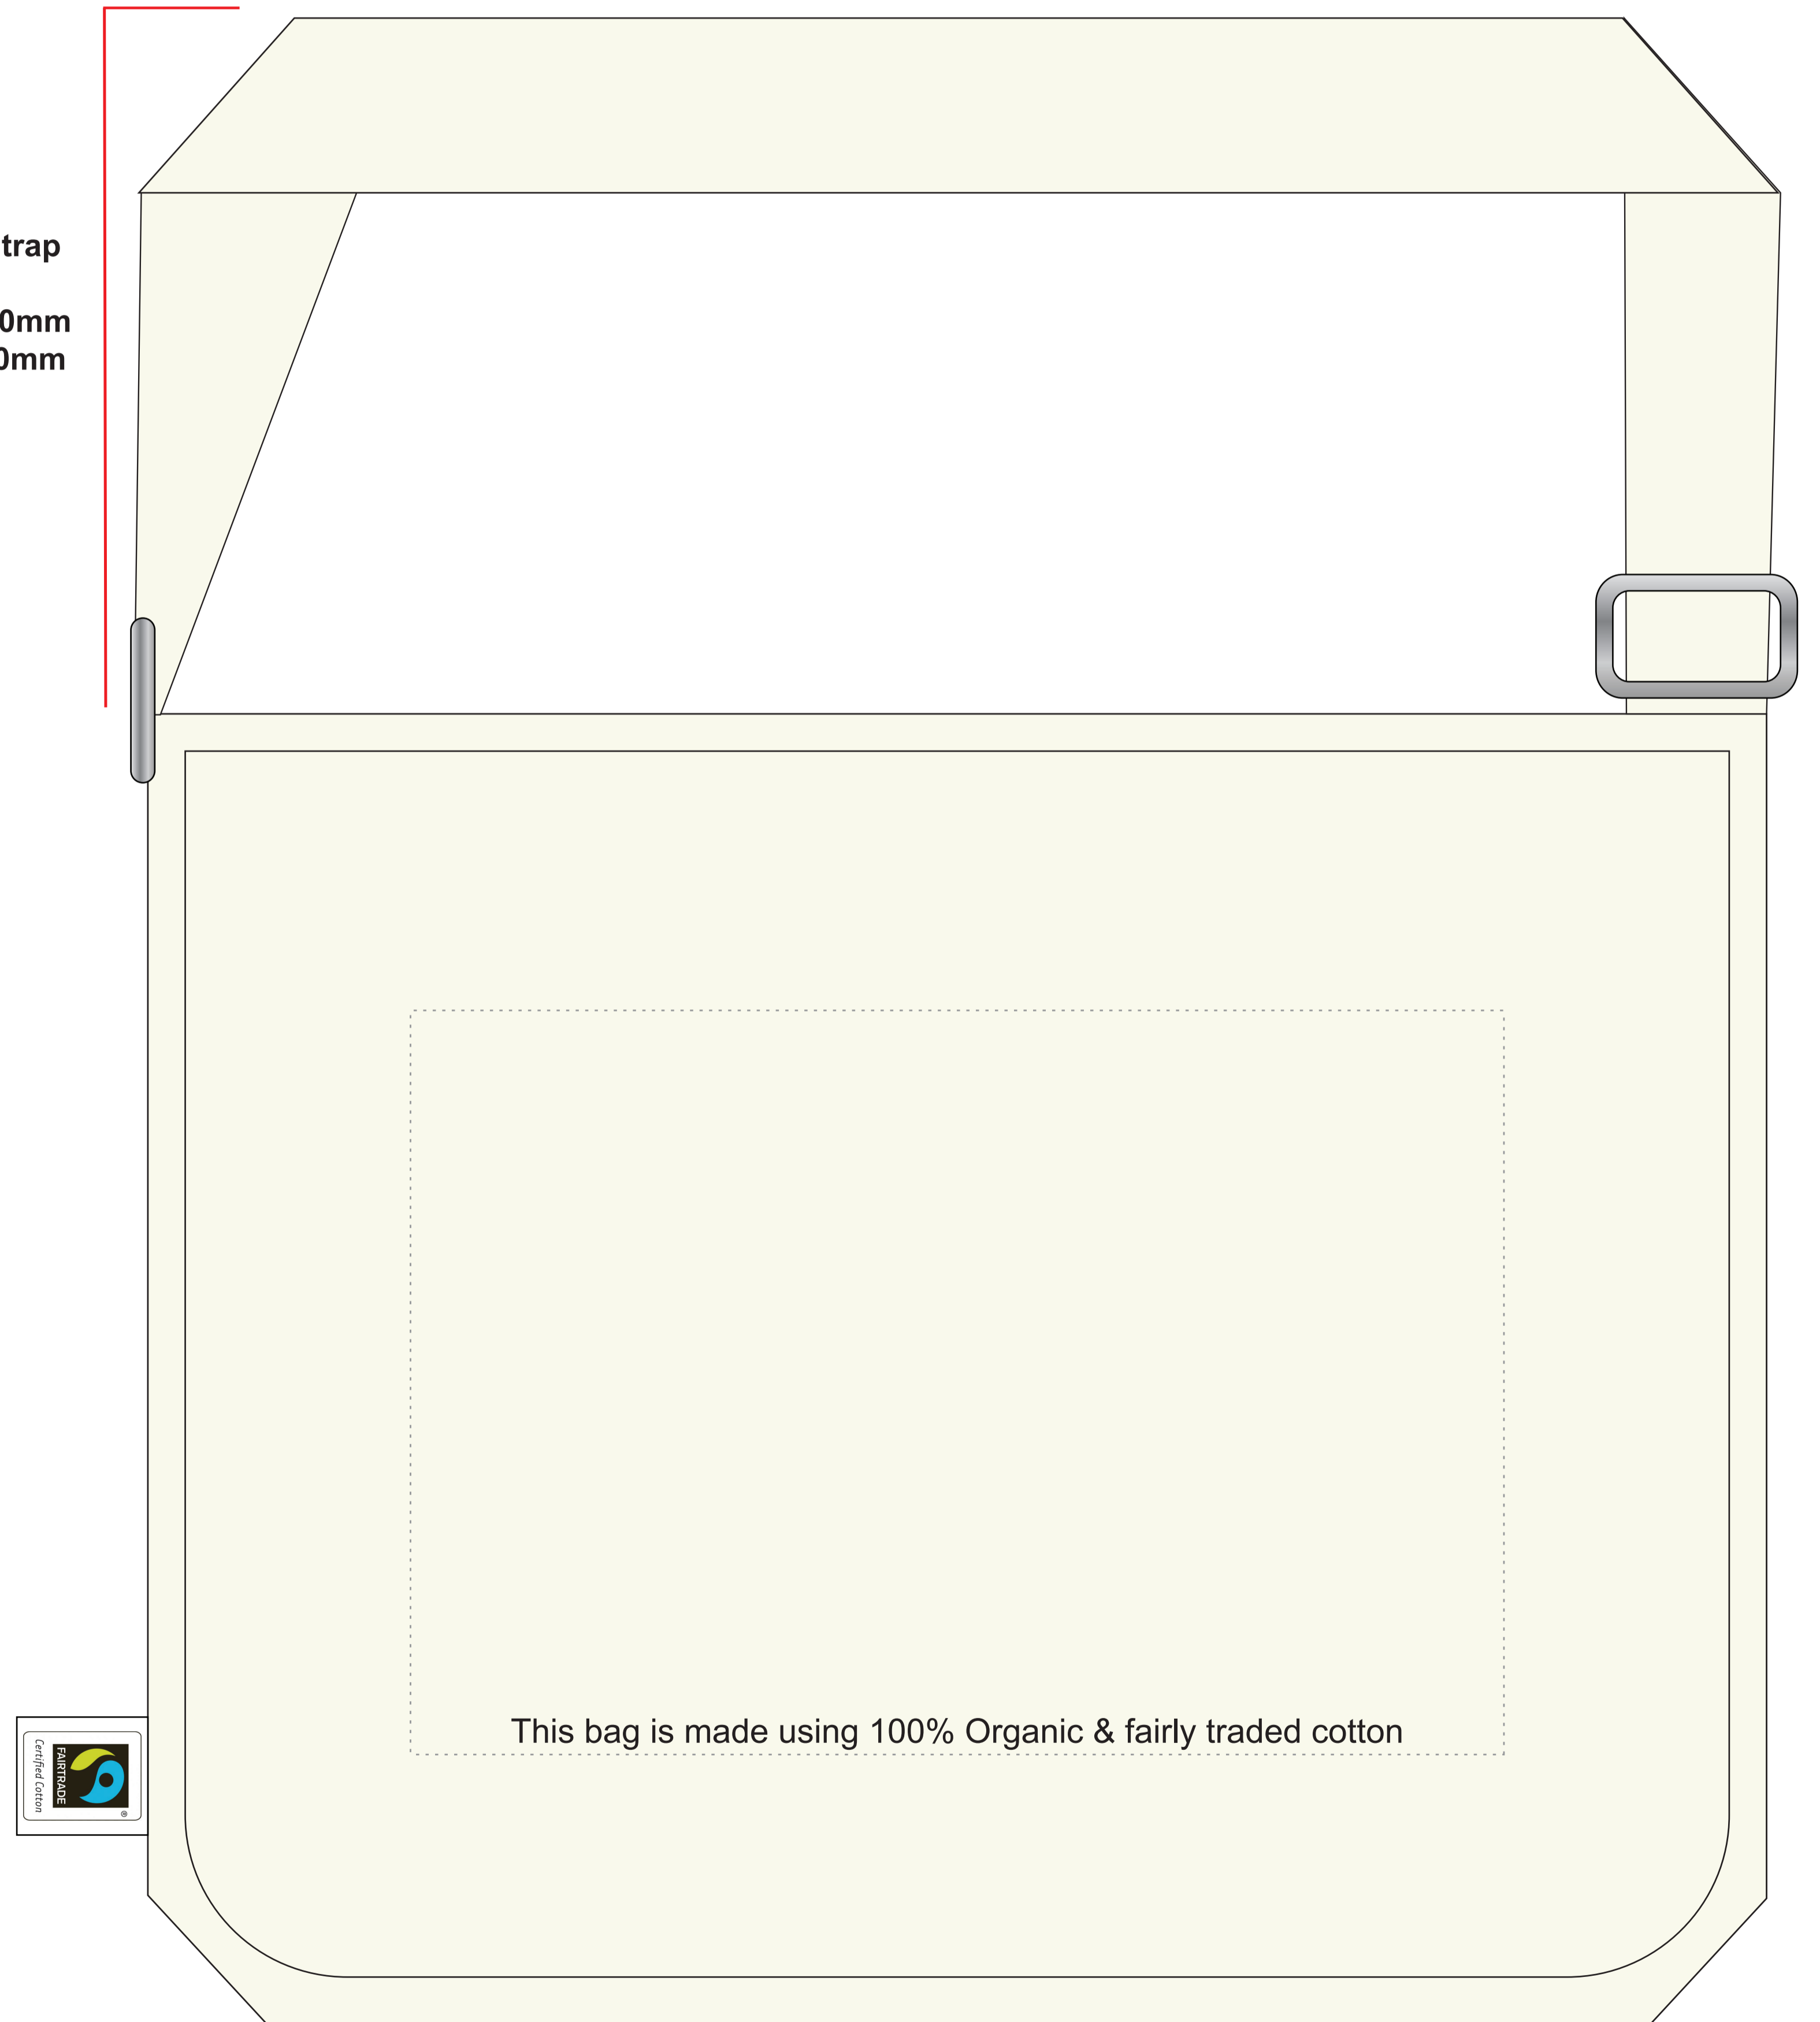 trap
0mm
0mm
This bag is made using 100% Organic & fairly traded cotton
FAIRTRADE
Certified Cotton
®